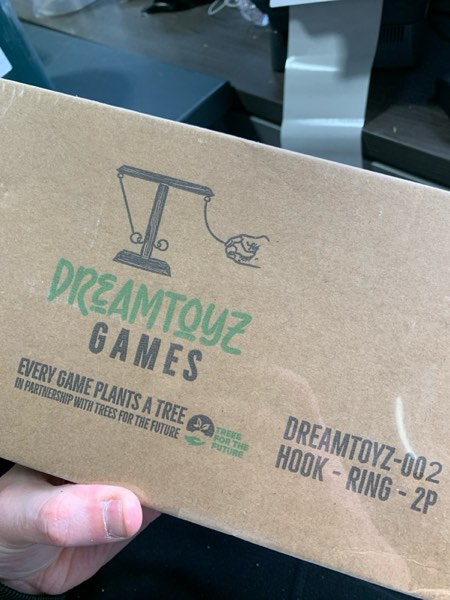 DREAMTOYZ
GAMES
EVERY GAME PLANTS A TREE
IN PARTNERSHIP WITH TREES FOR THE FUTURE
TREES
FOR THE
FUTURE
DREAMTOYZ-002
HOOK - RING - 2P